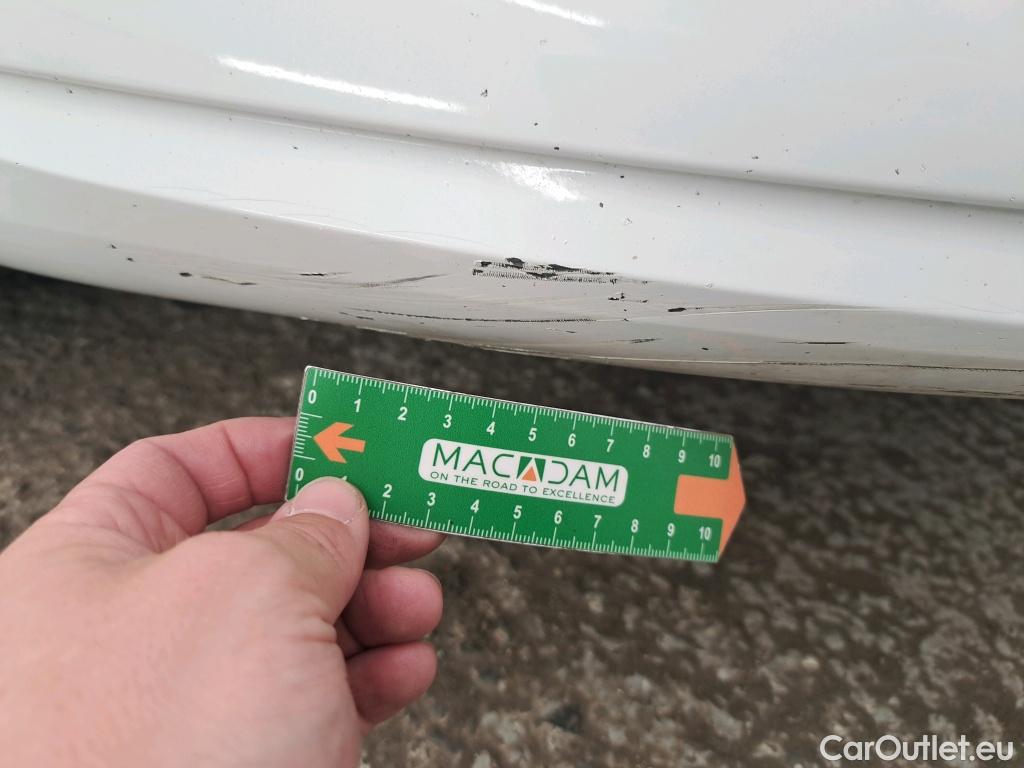 0 1 2 3 4 5 6 7 8 9 10
MACADAM
ON THE ROAD TO EXCELLENCE
0 1 2 3 4 5 6 7 8 9 10
CarOutlet.eu